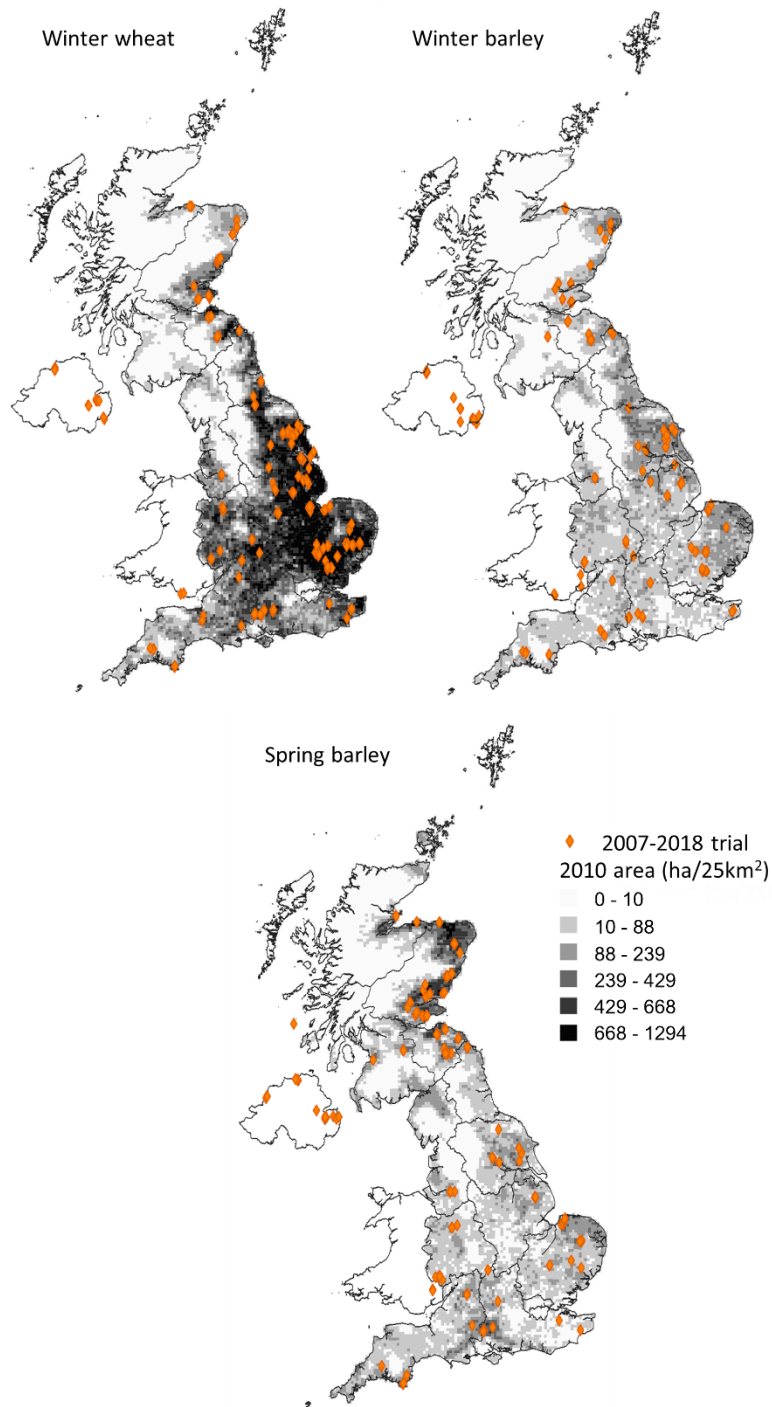 Winter wheat
Winter barley
Spring barley
2007-2018 trial
2010 area (ha/25km²)
0 - 10
10 - 88
88 - 239
239 - 429
429 - 668
668 - 1294